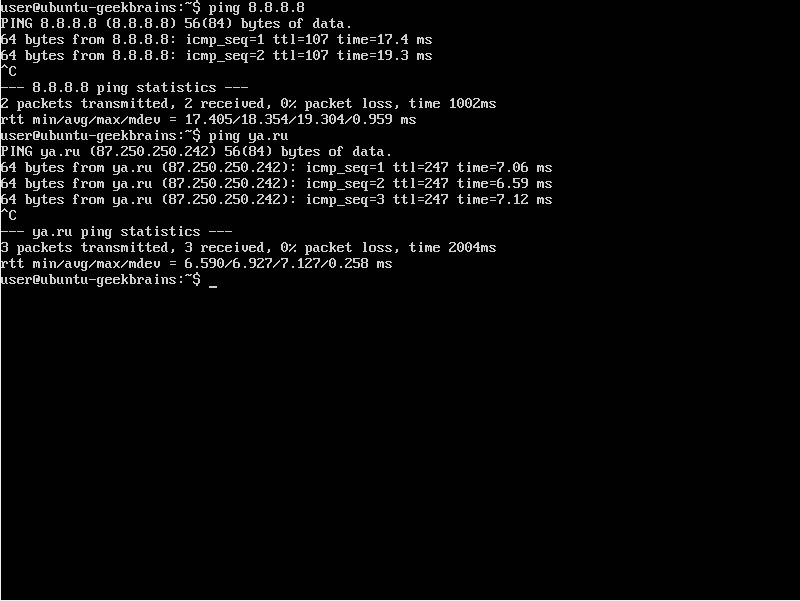 user@ubuntu-geekbrains:~$ ping 8.8.8.8
PING 8.8.8.8 (8.8.8.8) 56(84) bytes of data.
64 bytes from 8.8.8.8: icmp_seq=1 ttl=107 time=17.4 ms
64 bytes from 8.8.8.8: icmp_seq=2 ttl=107 time=19.3 ms
^C
--- 8.8.8.8 ping statistics ---
2 packets transmitted, 2 received, 0% packet loss, time 1002ms
rtt min/avg/max/mdev = 17.405/18.354/19.304/0.959 ms
user@ubuntu-geekbrains:~$ ping ya.ru
PING ya.ru (87.250.250.242) 56(84) bytes of data.
64 bytes from ya.ru (87.250.250.242): icmp_seq=1 ttl=247 time=7.06 ms
64 bytes from ya.ru (87.250.250.242): icmp_seq=2 ttl=247 time=6.59 ms
64 bytes from ya.ru (87.250.250.242): icmp_seq=3 ttl=247 time=7.12 ms
^C
--- ya.ru ping statistics ---
3 packets transmitted, 3 received, 0% packet loss, time 2004ms
rtt min/avg/max/mdev = 6.590/6.927/7.127/0.258 ms
user@ubuntu-geekbrains:~$ _